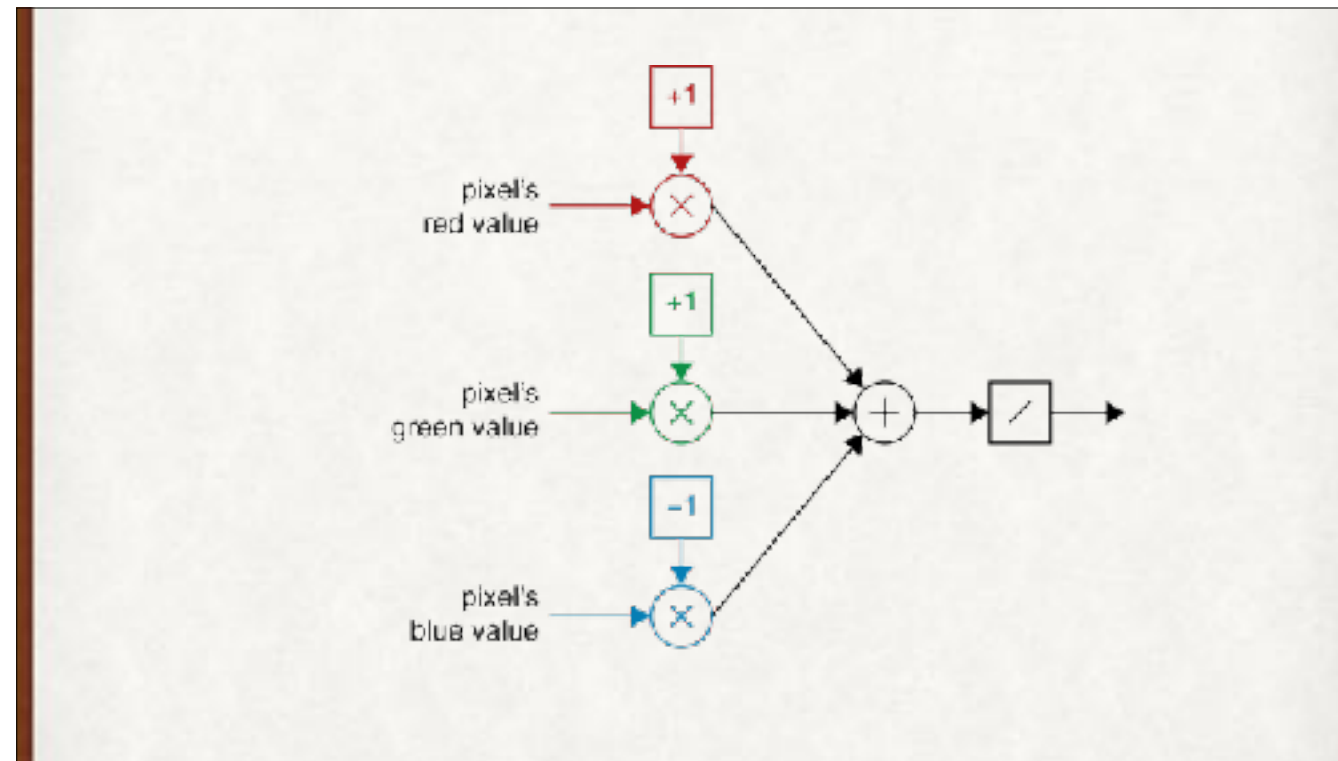 +1
pixel's
red value
×
+1
pixel's
green value
×
+
/
−1
pixel's
blue value
×